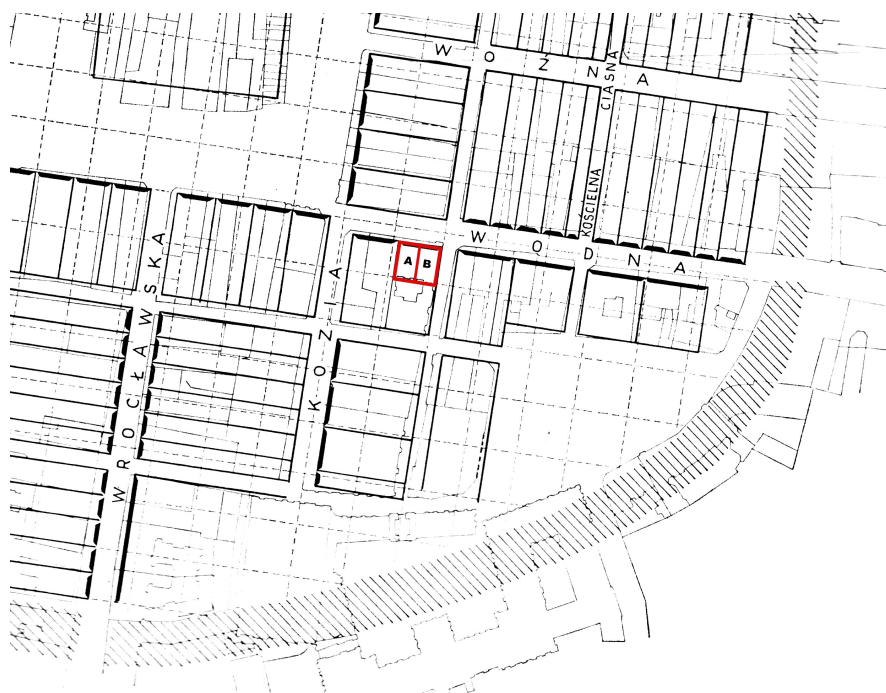 WOZNA
CIASNA
KOŚCIELNA
WODNA
A B
KOZIA
WROCŁAWSKA